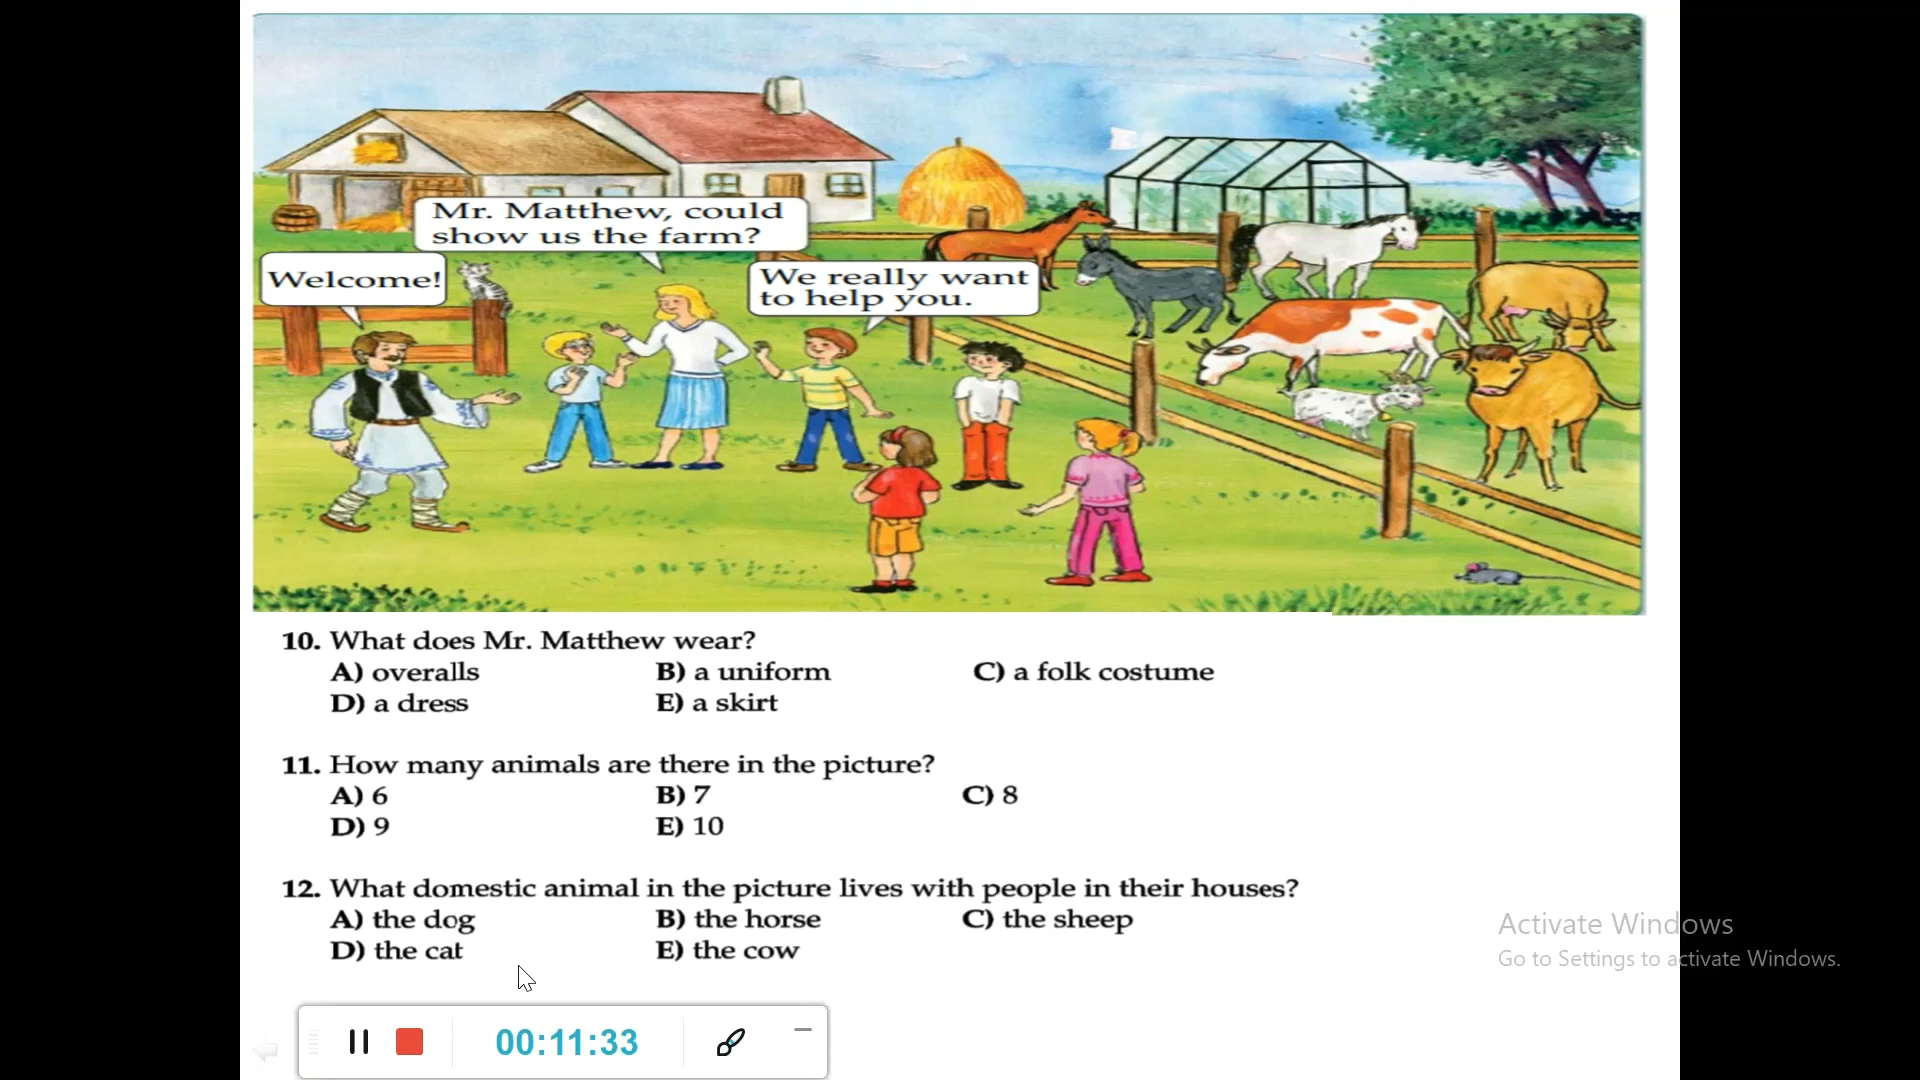 Mr. Matthew, could
show us the farm?
Welcome!
We really want
to help you.
10. What does Mr. Matthew wear?
A) overalls B) a uniform C) a folk costume
D) a dress E) a skirt
11. How many animals are there in the picture?
A) 6 B) 7 C) 8
D) 9 E) 10
12. What domestic animal in the picture lives with people in their houses?
A) the dog B) the horse C) the sheep
D) the cat E) the cow
Activate Windows
Go to Settings to activate Windows.
00:11:33